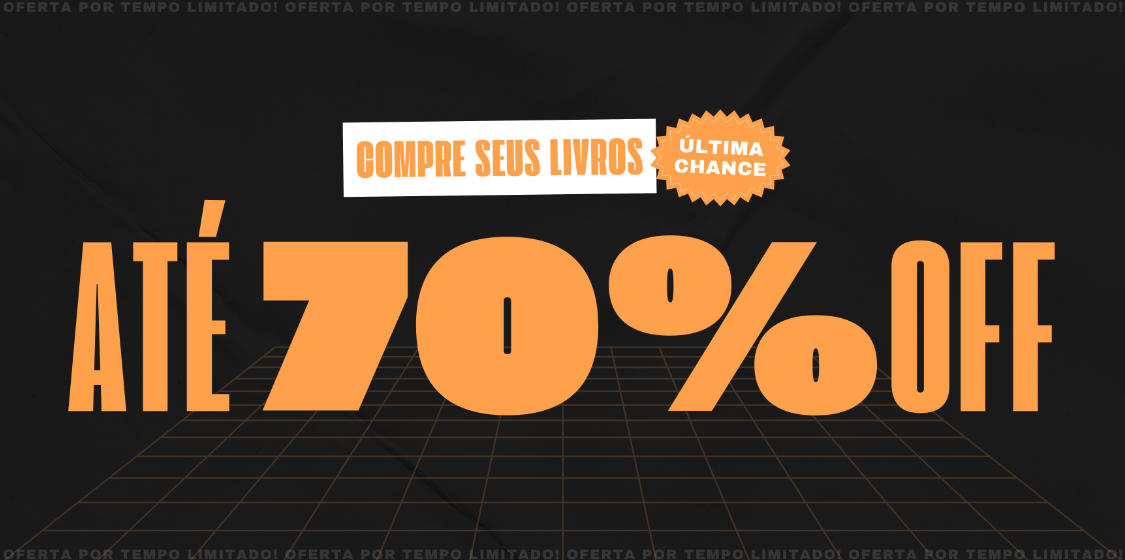 OFERTA POR TEMPO LIMITADO! OFERTA POR TEMPO LIMITADO! OFERTA POR TEMPO LIMITADO! OFERTA POR TEMPO LIMITADO!
COMPRE SEUS LIVROS
ÚLTIMA
CHANCE
ATÉ 70% OFF
OFERTA POR TEMPO LIMITADO! OFERTA POR TEMPO LIMITADO! OFERTA POR TEMPO LIMITADO! OFERTA POR TEMPO LIMITADO!